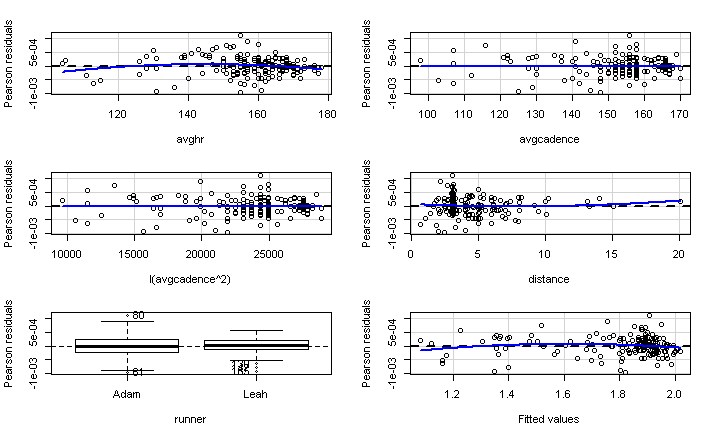 Pearson residuals
-1e-03 5e-04
120 140 160 180
avghr
Pearson residuals
-1e-03 5e-04
100 110 120 130 140 150 160 170
avgcadence
Pearson residuals
-1e-03 5e-04
10000 15000 20000 25000
I(avgcadence^2)
Pearson residuals
-1e-03 5e-04
0 5 10 15 20
distance
Pearson residuals
-1e-03 5e-04
80
81
Adam Leah
runner
Pearson residuals
-1e-03 5e-04
1.2 1.4 1.6 1.8 2.0
Fitted values